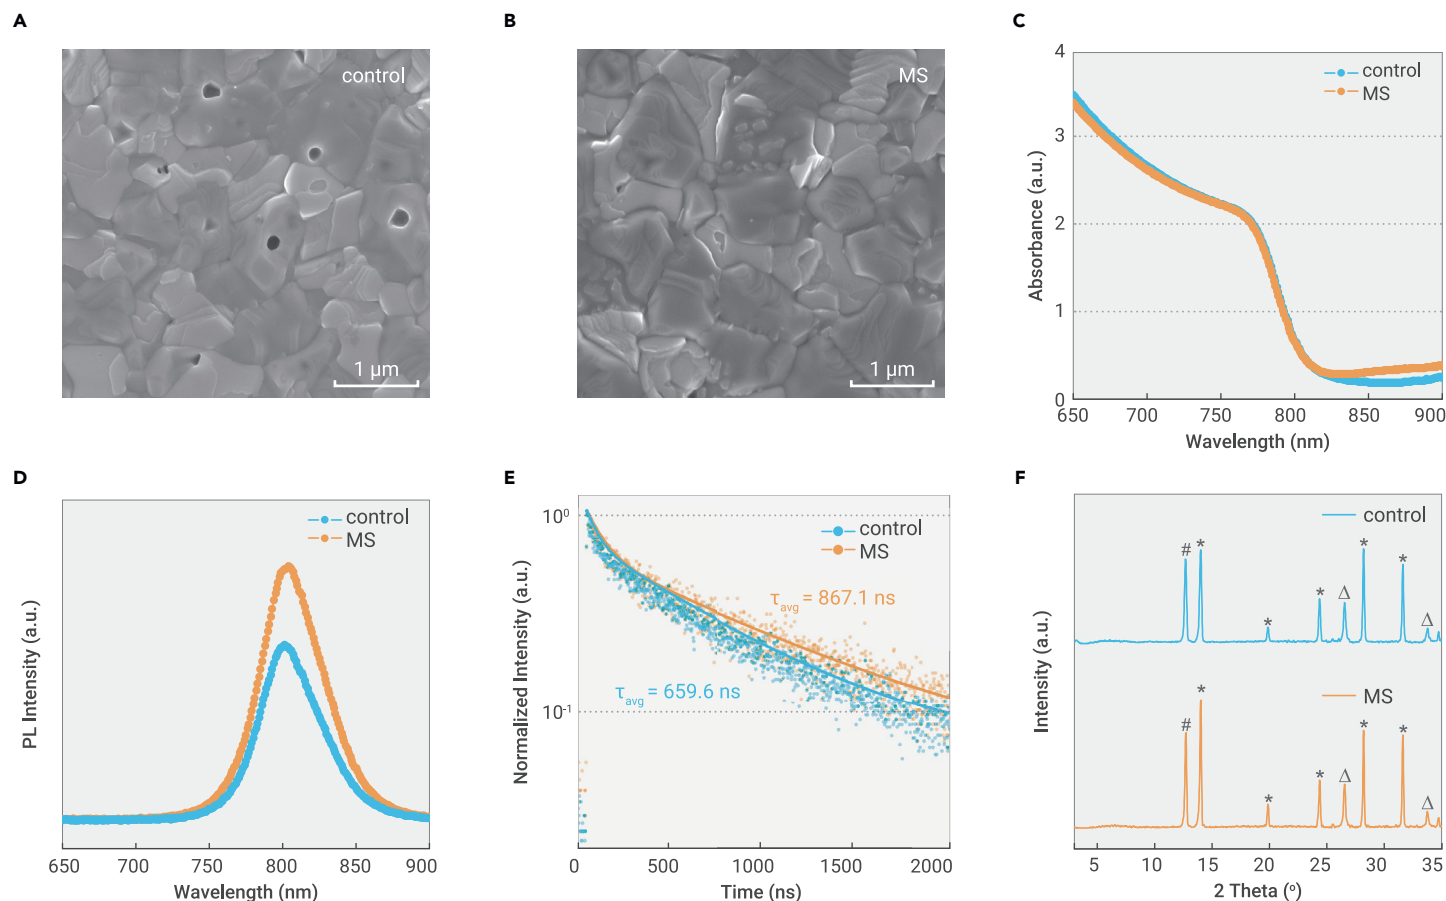 A
control
1 μm
B
MS
1 μm
C
4
3
2
1
0
Absorbance (a.u.)
control
MS
650 700 750 800 850 900
Wavelength (nm)
D
PL Intensity (a.u.)
control
MS
650 700 750 800 850 900
Wavelength (nm)
E
Normalized Intensity (a.u.)
10⁰
10⁻¹
control
MS
τavg = 867.1 ns
τavg = 659.6 ns
0 500 1000 1500 2000
Time (ns)
F
Intensity (a.u.)
control
# * * * Δ * * Δ
MS
# * * * Δ * * Δ
5 10 15 20 25 30 35
2 Theta (°)